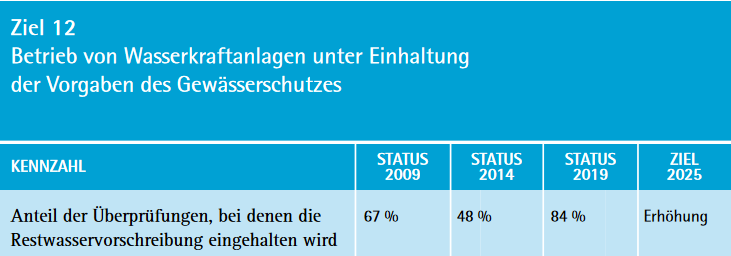 Ziel 12
Betrieb von Wasserkraftanlagen unter Einhaltung
der Vorgaben des Gewässerschutzes
KENNZAHL
STATUS
2009
STATUS
2014
STATUS
2019
ZIEL
2025
Anteil der Überprüfungen, bei denen die
Restwasservorschreibung eingehalten wird
67 %
48 %
84 %
Erhöhung